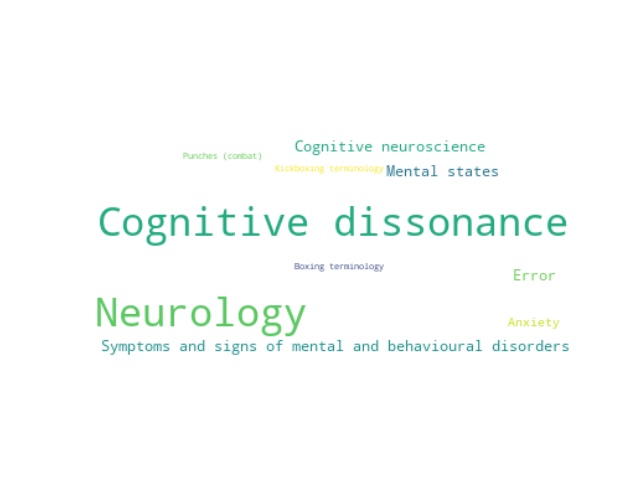 Cognitive neuroscience
Punches (combat)
Kickboxing terminology
Mental states
Cognitive dissonance
Boxing terminology
Error
Neurology
Anxiety
Symptoms and signs of mental and behavioural disorders